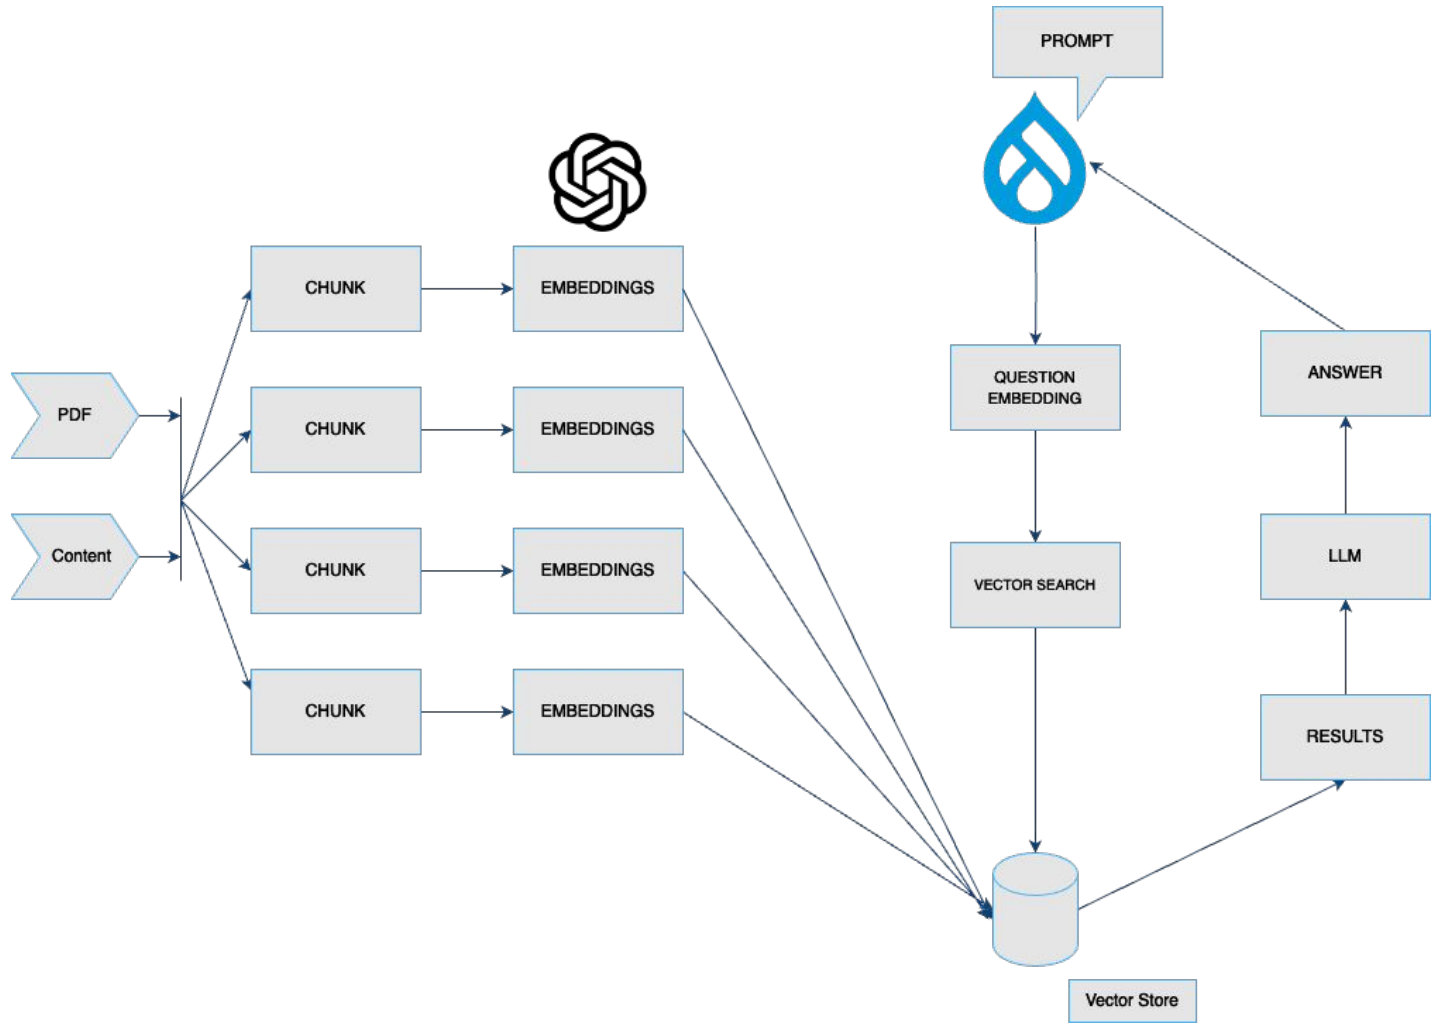 PROMPT
CHUNK
EMBEDDINGS
PDF
CHUNK
EMBEDDINGS
Content
CHUNK
EMBEDDINGS
CHUNK
EMBEDDINGS
QUESTION
EMBEDDING
VECTOR SEARCH
Vector Store
RESULTS
LLM
ANSWER